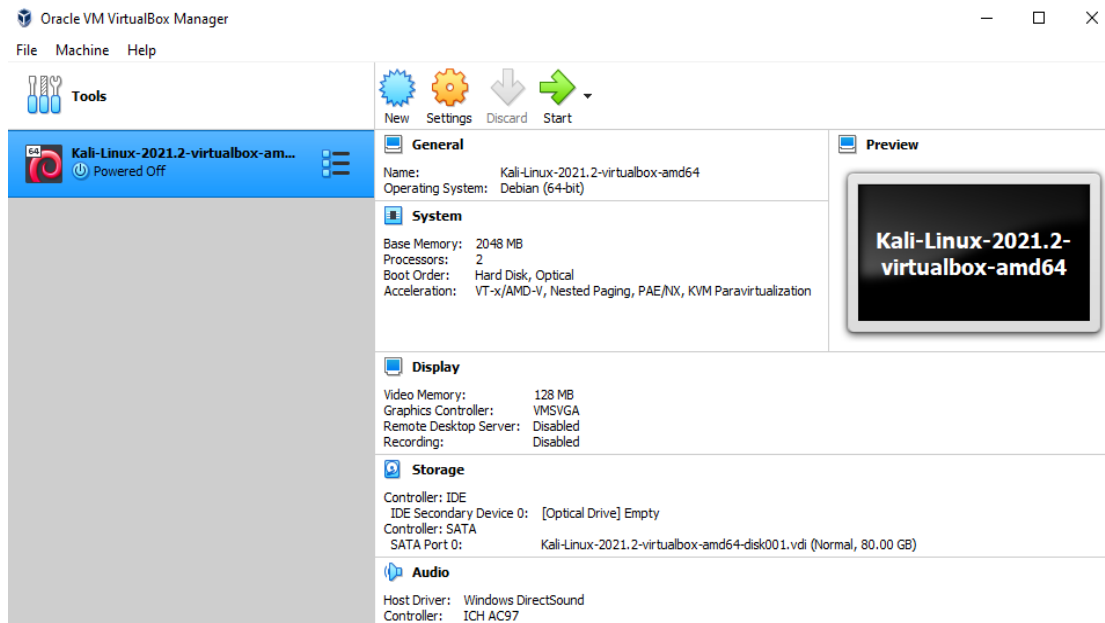 Oracle VM VirtualBox Manager
File Machine Help
Tools
New Settings Discard Start
64
Kali-Linux-2021.2-virtualbox-am...
Powered Off
General
Name: Kali-Linux-2021.2-virtualbox-amd64
Operating System: Debian (64-bit)
Preview
Kali-Linux-2021.2-
virtualbox-amd64
System
Base Memory: 2048 MB
Processors: 2
Boot Order: Hard Disk, Optical
Acceleration: VT-x/AMD-V, Nested Paging, PAE/NX, KVM Paravirtualization
Display
Video Memory: 128 MB
Graphics Controller: VMSVGA
Remote Desktop Server: Disabled
Recording: Disabled
Storage
Controller: IDE
IDE Secondary Device 0: [Optical Drive] Empty
Controller: SATA
SATA Port 0: Kali-Linux-2021.2-virtualbox-amd64-disk001.vdi (Normal, 80.00 GB)
Audio
Host Driver: Windows DirectSound
Controller: ICH AC97